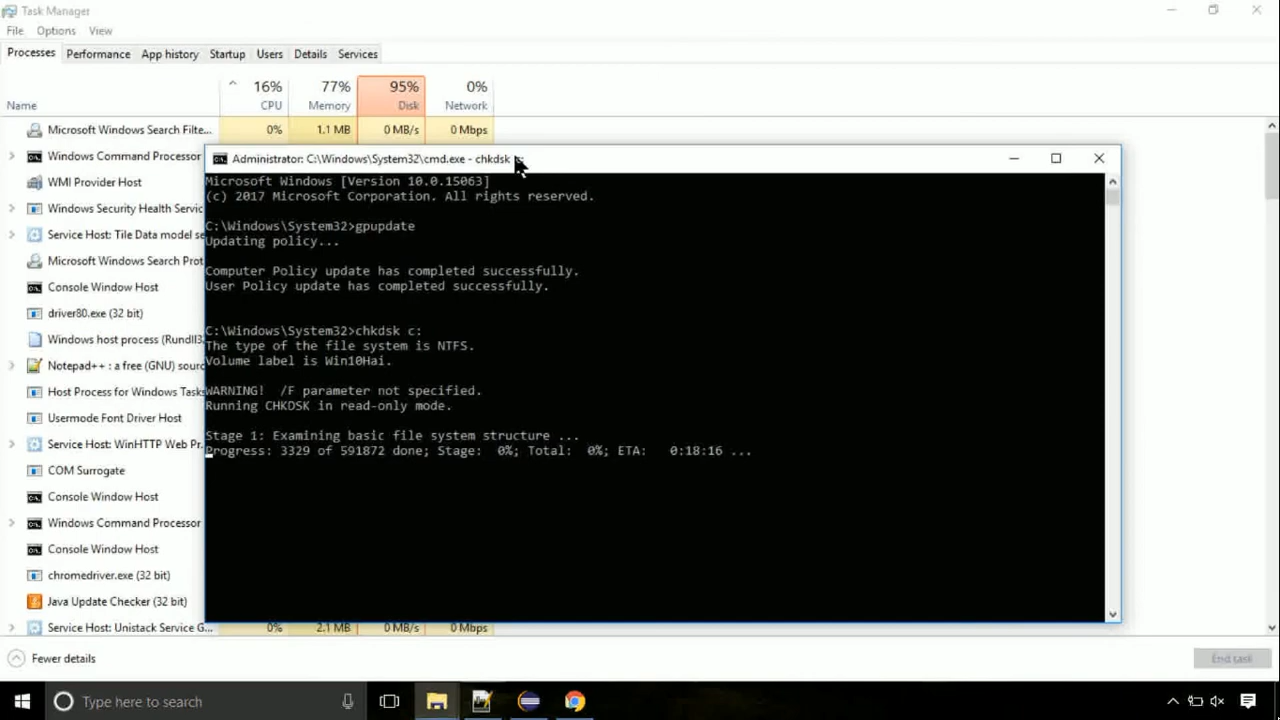 Task Manager
File Options View
Processes Performance App history Startup Users Details Services
16% 77% 95% 0%
Name CPU Memory Disk Network
Microsoft Windows Search Filte... 0% 1.1 MB 0 MB/s 0 Mbps
Windows Command Processor
WMI Provider Host
Windows Security Health Servic
Service Host: Tile Data model se
Microsoft Windows Search Prot
Console Window Host
driver80.exe (32 bit)
Windows host process (Rundll3
Notepad++ : a free (GNU) sourc
Host Process for Windows Task
Usermode Font Driver Host
Service Host: WinHTTP Web Pr
COM Surrogate
Console Window Host
Windows Command Processor
Console Window Host
chromedriver.exe (32 bit)
Java Update Checker (32 bit)
Service Host: Unistack Service G... 0% 2.1 MB 0 MB/s 0 Mbps
Administrator: C:\Windows\System32\cmd.exe - chkdsk
Microsoft Windows [Version 10.0.15063]
(c) 2017 Microsoft Corporation. All rights reserved.
C:\Windows\System32>gpupdate
Updating policy...
Computer Policy update has completed successfully.
User Policy update has completed successfully.
C:\Windows\System32>chkdsk c:
The type of the file system is NTFS.
Volume label is Win10Hai.
WARNING! /F parameter not specified.
Running CHKDSK in read-only mode.
Stage 1: Examining basic file system structure ...
Progress: 3329 of 591872 done; Stage: 0%; Total: 0%; ETA: 0:18:16 ...
Fewer details
End task
Type here to search